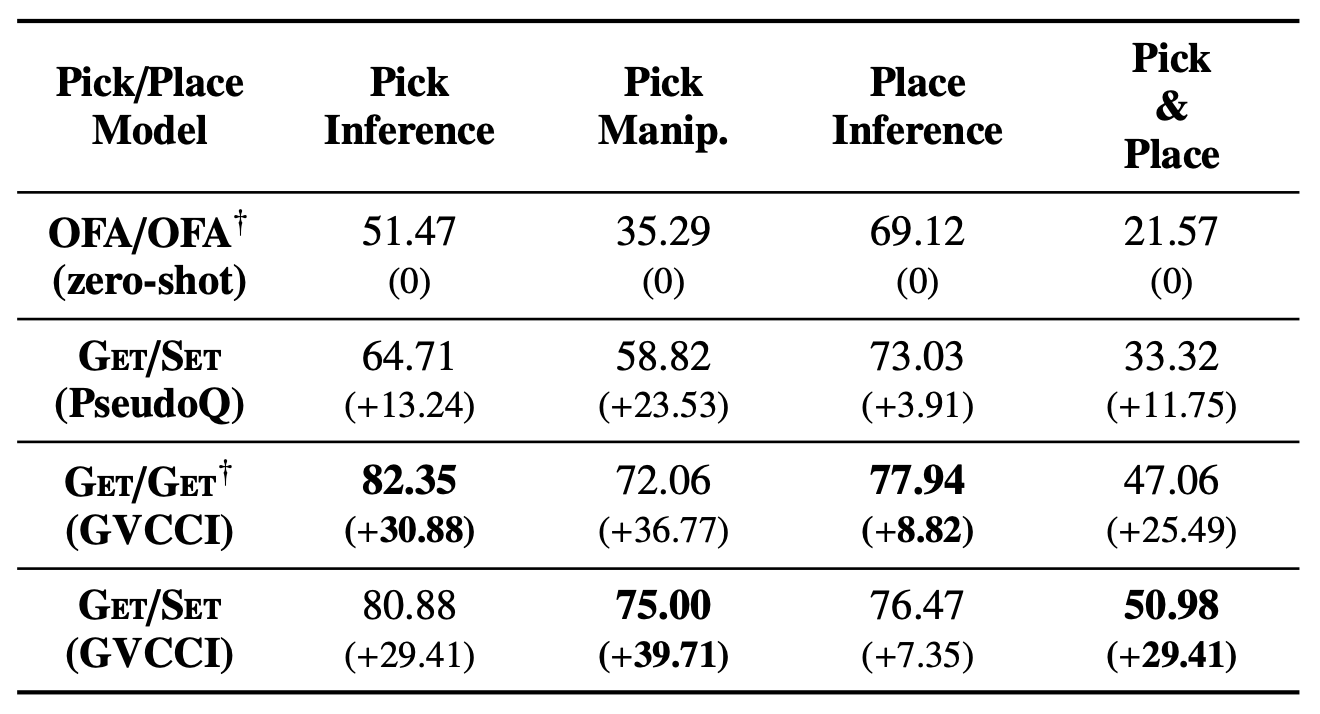 Pick/Place Model | Pick Inference | Pick Manip. | Place Inference | Pick & Place
OFA/OFA† (zero-shot) | 51.47 (0) | 35.29 (0) | 69.12 (0) | 21.57 (0)
GET/SET (PseudoQ) | 64.71 (+13.24) | 58.82 (+23.53) | 73.03 (+3.91) | 33.32 (+11.75)
GET/GET† (GVCCI) | 82.35 (+30.88) | 72.06 (+36.77) | 77.94 (+8.82) | 47.06 (+25.49)
GET/SET (GVCCI) | 80.88 (+29.41) | 75.00 (+39.71) | 76.47 (+7.35) | 50.98 (+29.41)